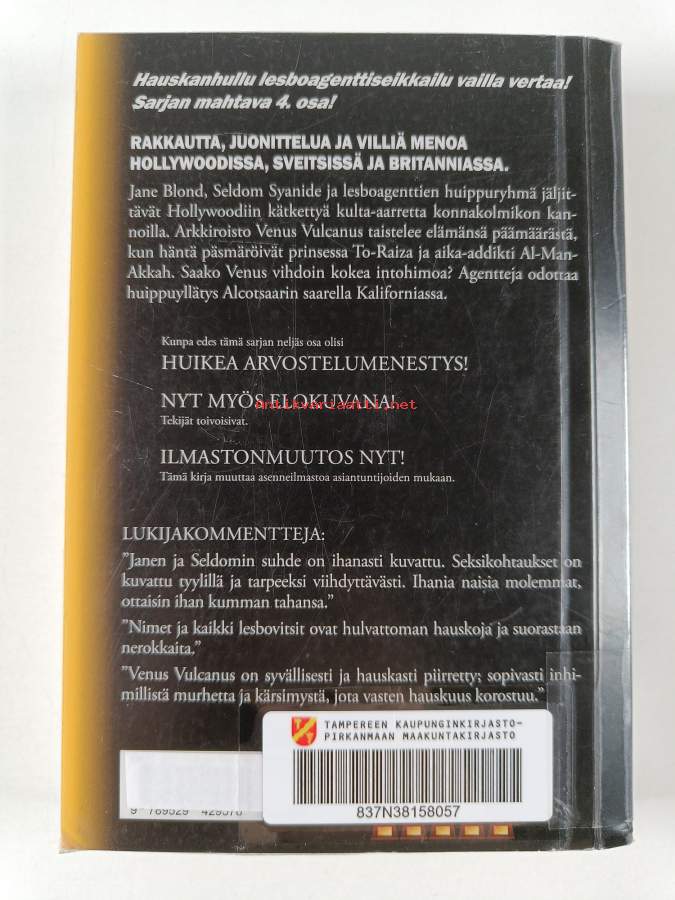 Hauskanhullu lesboagenttiseikkailu vailla vertaa!
Sarjan mahtava 4. osa!
RAKKAUTTA, JUONITTELUA JA VILLIÄ MENOA
HOLLYWOODISSA, SVEITSISSÄ JA BRITANNIASSA.
Jane Blond, Seldom Syanide ja lesboagenttien huippuryhmä jäljit-
tävät Hollywoodiin kätkettyä kulta-aarretta konnakolmikon kan-
noilla. Arkkiroisto Venus Vulcanus taistelee elämänsä päämäärästä,
kun häntä päsmäröivät prinsessa To-Raiza ja aika-addikti Al-Man-
Akkah. Saako Venus vihdoin kokea intohimoa? Agentteja odottaa
huippuyllätys Alcotsaarin saarella Kaliforniassa.
Kunpa edes tämä sarjan neljäs osa olisi
HUIKEA ARVOSTELUMENESTYS!
NYT MYÖS ELOKUVANA!
antikvariaatti.net
Tekijät toivoisivat.
ILMASTONMUUTOS NYT!
Tämä kirja muuttaa asenneilmastoa asiantuntijoiden mukaan.
LUKIJAKOMMENTTEJA:
”Janen ja Seldomin suhde on ihanasti kuvattu. Seksikohtaukset on
kuvattu tyylillä ja tarpeeksi viihdyttävästi. Ihania naisia molemmat,
ottaisin ihan kumman tahansa.”
”Nimet ja kaikki lesbovitsit ovat hulvattoman hauskoja ja suorastaan
nerokkaita.”
”Venus Vulcanus on syvällisesti ja hauskasti piirretty; sopivasti inhi-
millistä murhetta ja kärsimystä, jota vasten hauskuus korostuu.”
TAMPEREEN KAUPUNGINKIRJASTO-
PIRKANMAAN MAAKUNTAKIRJASTO
837N38158057
9 789529 429370